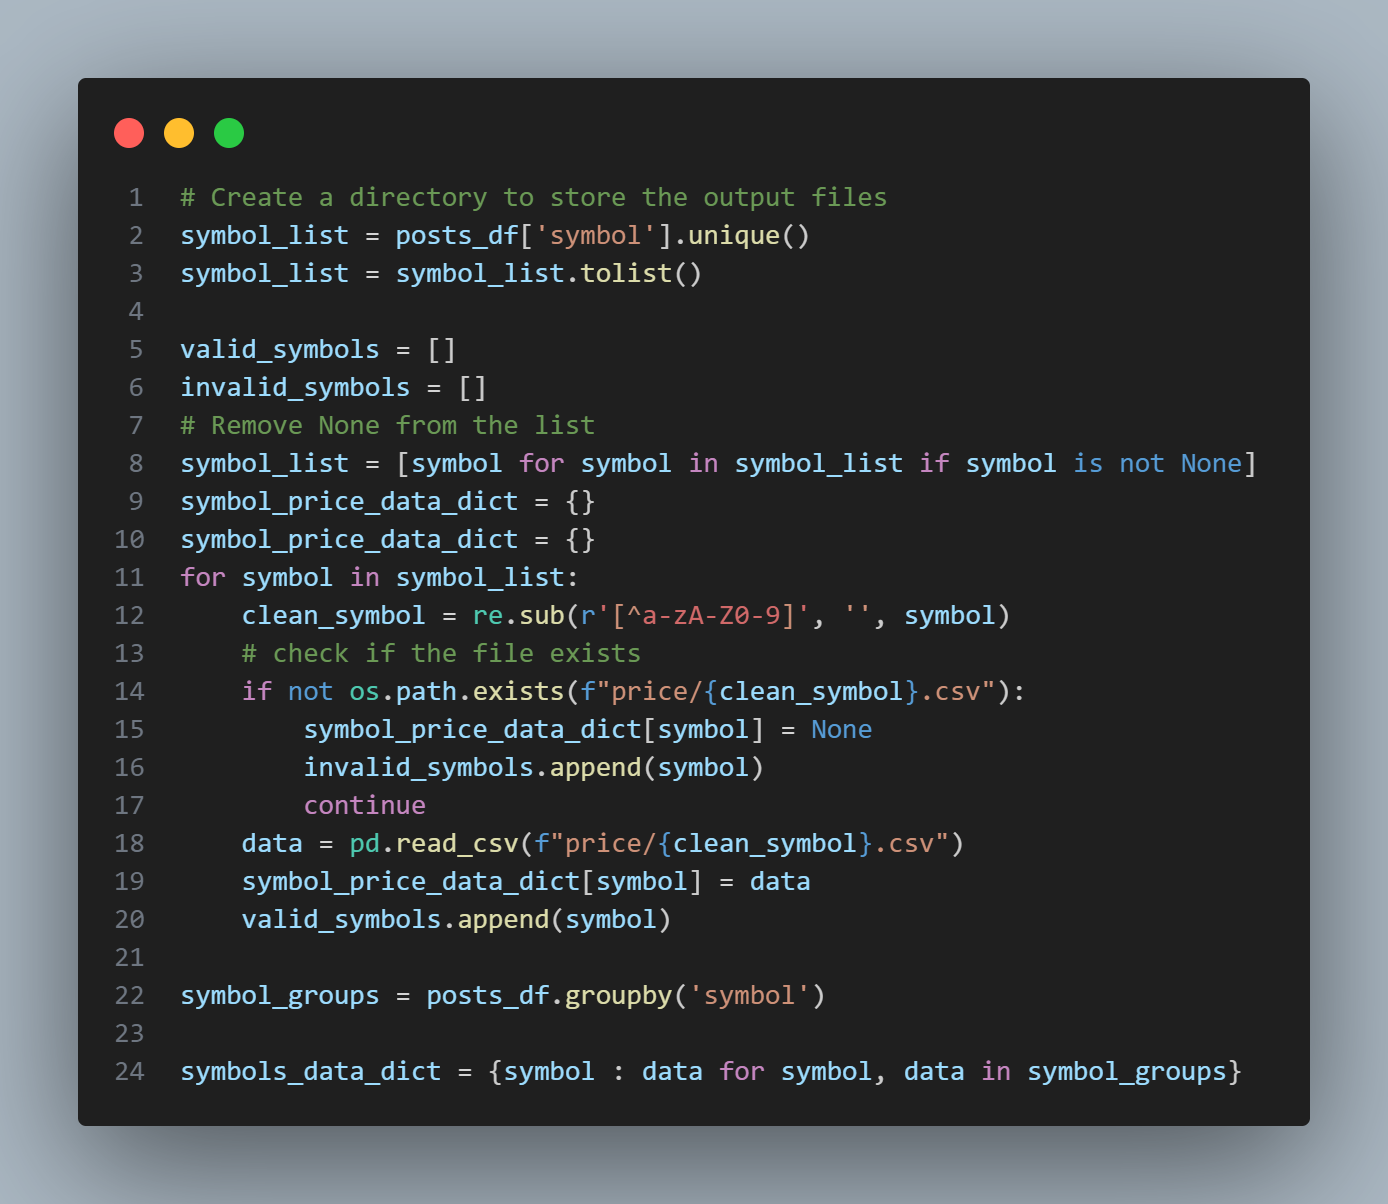 1 # Create a directory to store the output files
2 symbol_list = posts_df['symbol'].unique()
3 symbol_list = symbol_list.tolist()
4
5 valid_symbols = []
6 invalid_symbols = []
7 # Remove None from the list
8 symbol_list = [symbol for symbol in symbol_list if symbol is not None]
9 symbol_price_data_dict = {}
10 symbol_price_data_dict = {}
11 for symbol in symbol_list:
12     clean_symbol = re.sub(r'[^a-zA-Z0-9]', '', symbol)
13     # check if the file exists
14     if not os.path.exists(f"price/{clean_symbol}.csv"):
15         symbol_price_data_dict[symbol] = None
16         invalid_symbols.append(symbol)
17         continue
18     data = pd.read_csv(f"price/{clean_symbol}.csv")
19     symbol_price_data_dict[symbol] = data
20     valid_symbols.append(symbol)
21
22 symbol_groups = posts_df.groupby('symbol')
23
24 symbols_data_dict = {symbol : data for symbol, data in symbol_groups}